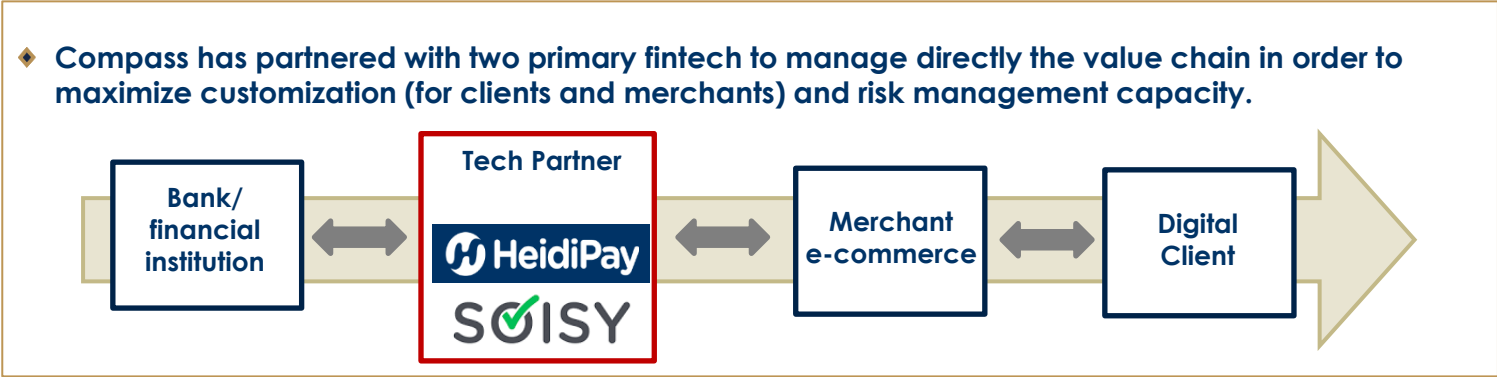 Compass has partnered with two primary fintech to manage directly the value chain in order to
maximize customization (for clients and merchants) and risk management capacity.
Bank/
financial
institution
Tech Partner
HeidiPay
SOISY
Merchant
e-commerce
Digital
Client